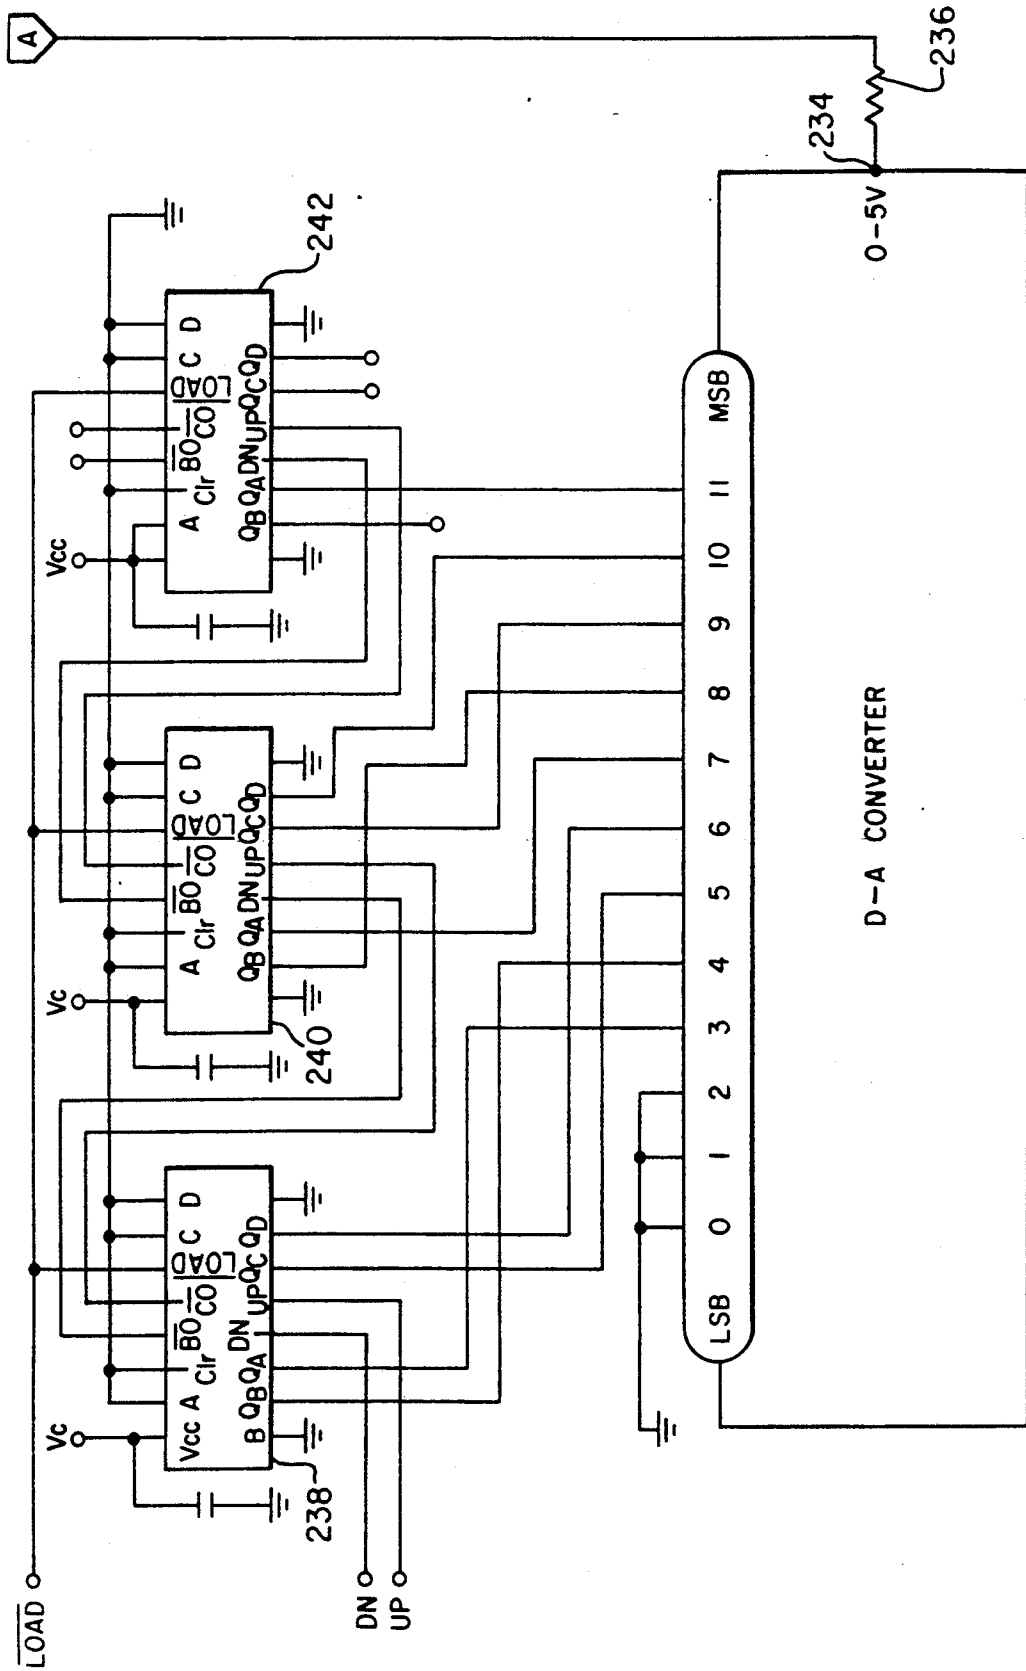 A
236
234
0-5V
242
Vcc
A Clr BO CO LOAD C D
QB QA DN UP QC QD
Vc
A Clr BO CO LOAD C D
QB QA DN UP QC QD
240
Vc
Vcc A Clr BO CO LOAD C D
B QB QA DN UP QC QD
238
LOAD
DN
UP
LSB 0 1 2 3 4 5 6 7 8 9 10 11 MSB
D-A CONVERTER